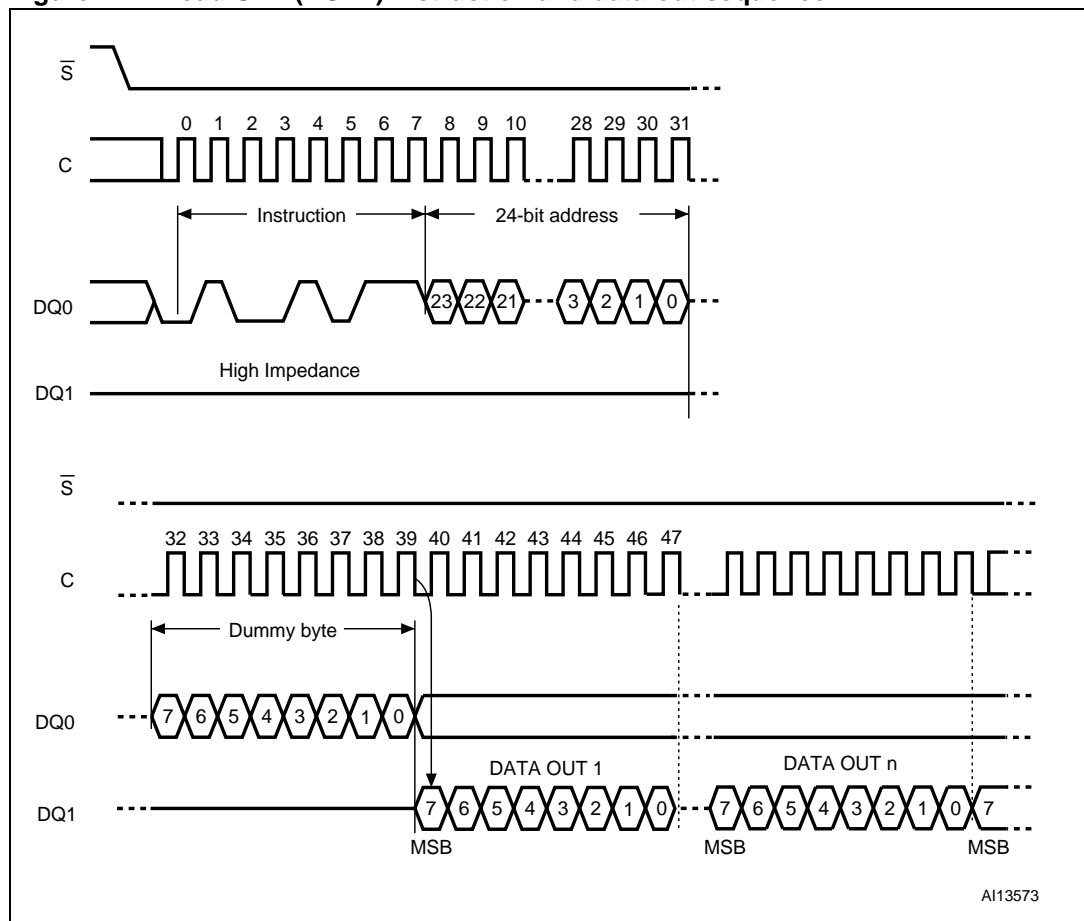 S
0 1 2 3 4 5 6 7 8 9 10 28 29 30 31
C
Instruction 24-bit address
DQ0 23 22 21 3 2 1 0
High Impedance
DQ1
S
32 33 34 35 36 37 38 39 40 41 42 43 44 45 46 47
C
Dummy byte
DQ0 7 6 5 4 3 2 1 0
DATA OUT 1 DATA OUT n
DQ1 7 6 5 4 3 2 1 0 7 6 5 4 3 2 1 0 7
MSB MSB MSB
AI13573